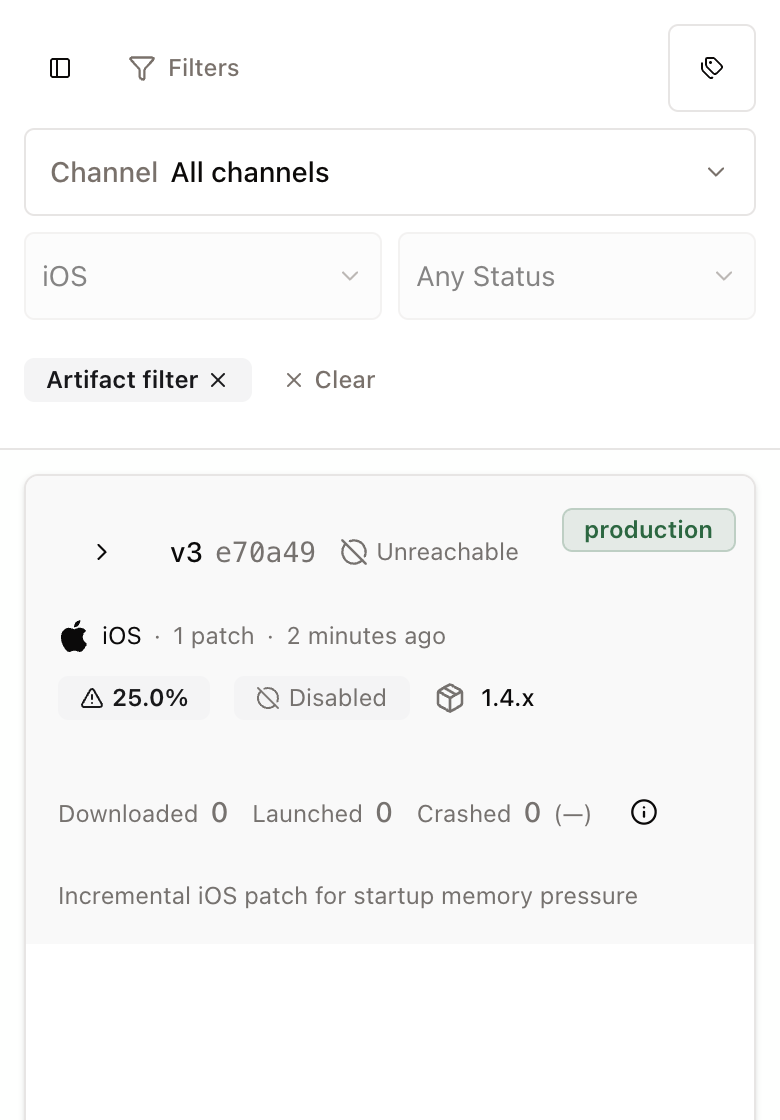 Filters
Channel All channels
iOS
Any Status
Artifact filter
Clear
production
v3 e70a49 Unreachable
iOS · 1 patch · 2 minutes ago
25.0% Disabled 1.4.x
Downloaded 0 Launched 0 Crashed 0 (—)
Incremental iOS patch for startup memory pressure